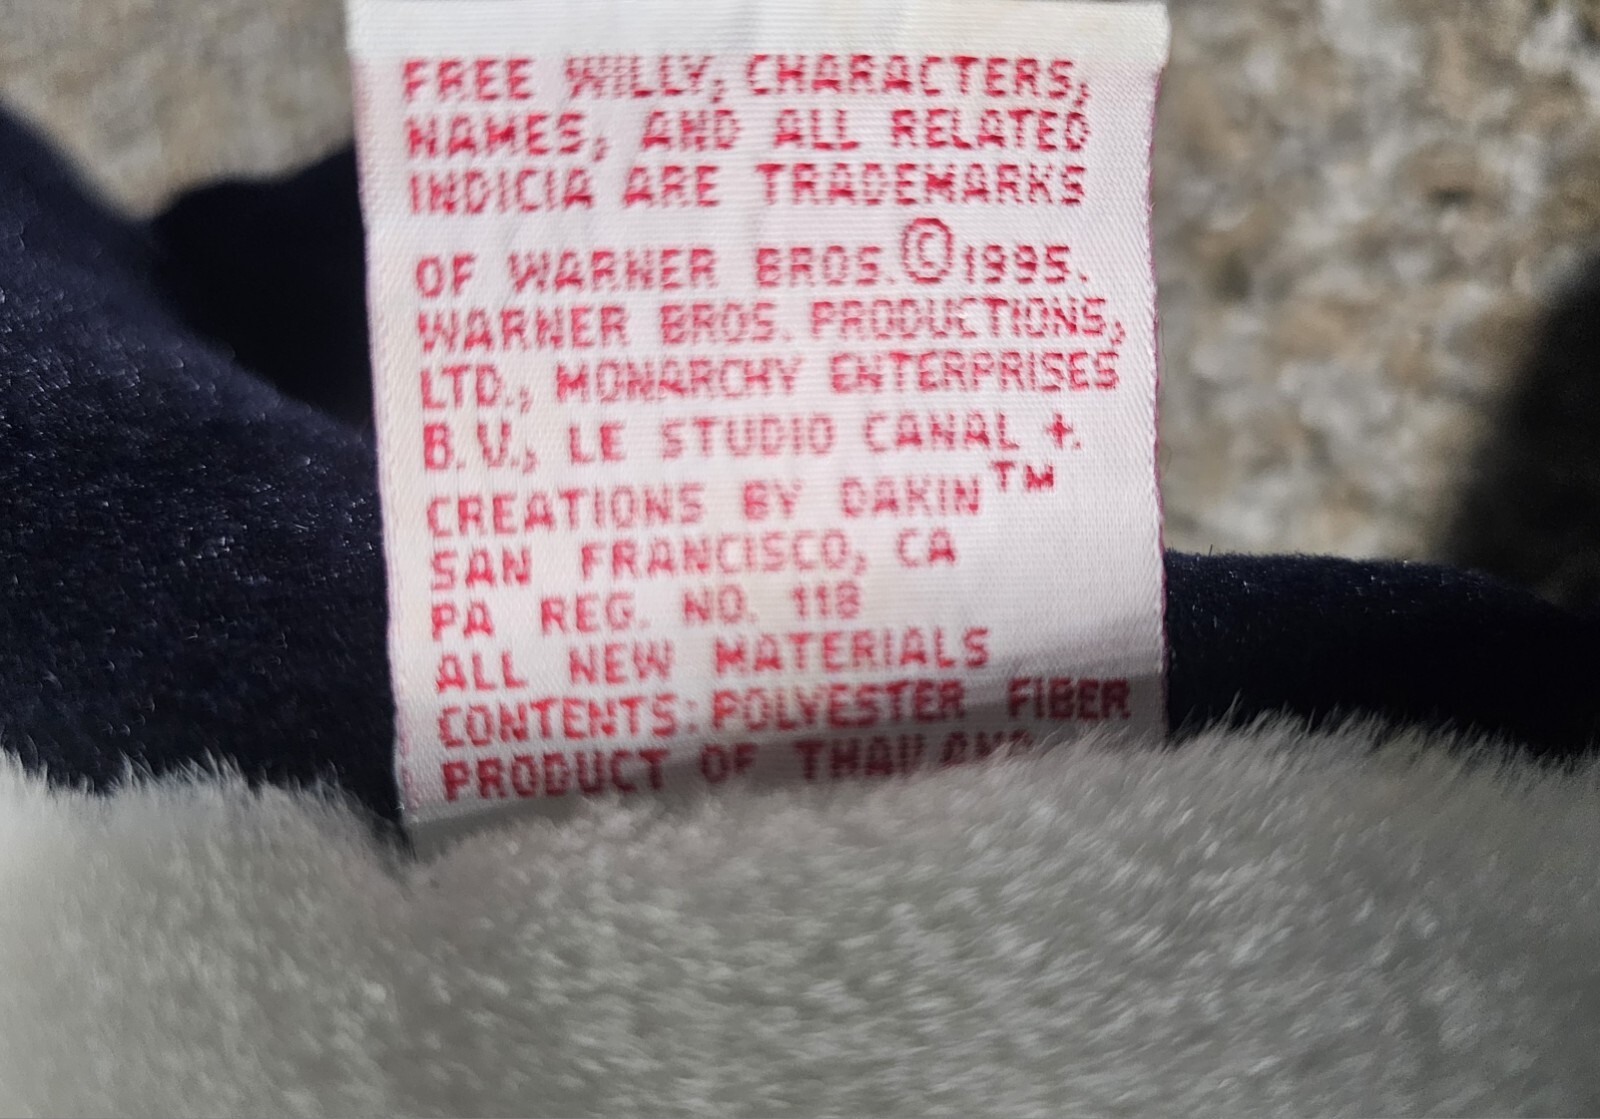 FREE WILLY, CHARACTERS,
NAMES, AND ALL RELATED
INDICIA ARE TRADEMARKS
OF WARNER BROS.©1995.
WARNER BROS. PRODUCTIONS,
LTD., MONARCHY ENTERPRISES
B.V., LE STUDIO CANAL +.
CREATIONS BY DAKIN™
SAN FRANCISCO, CA
PA REG. NO. 118
ALL NEW MATERIALS
CONTENTS: POLYESTER FIBER
PRODUCT OF THAILAND